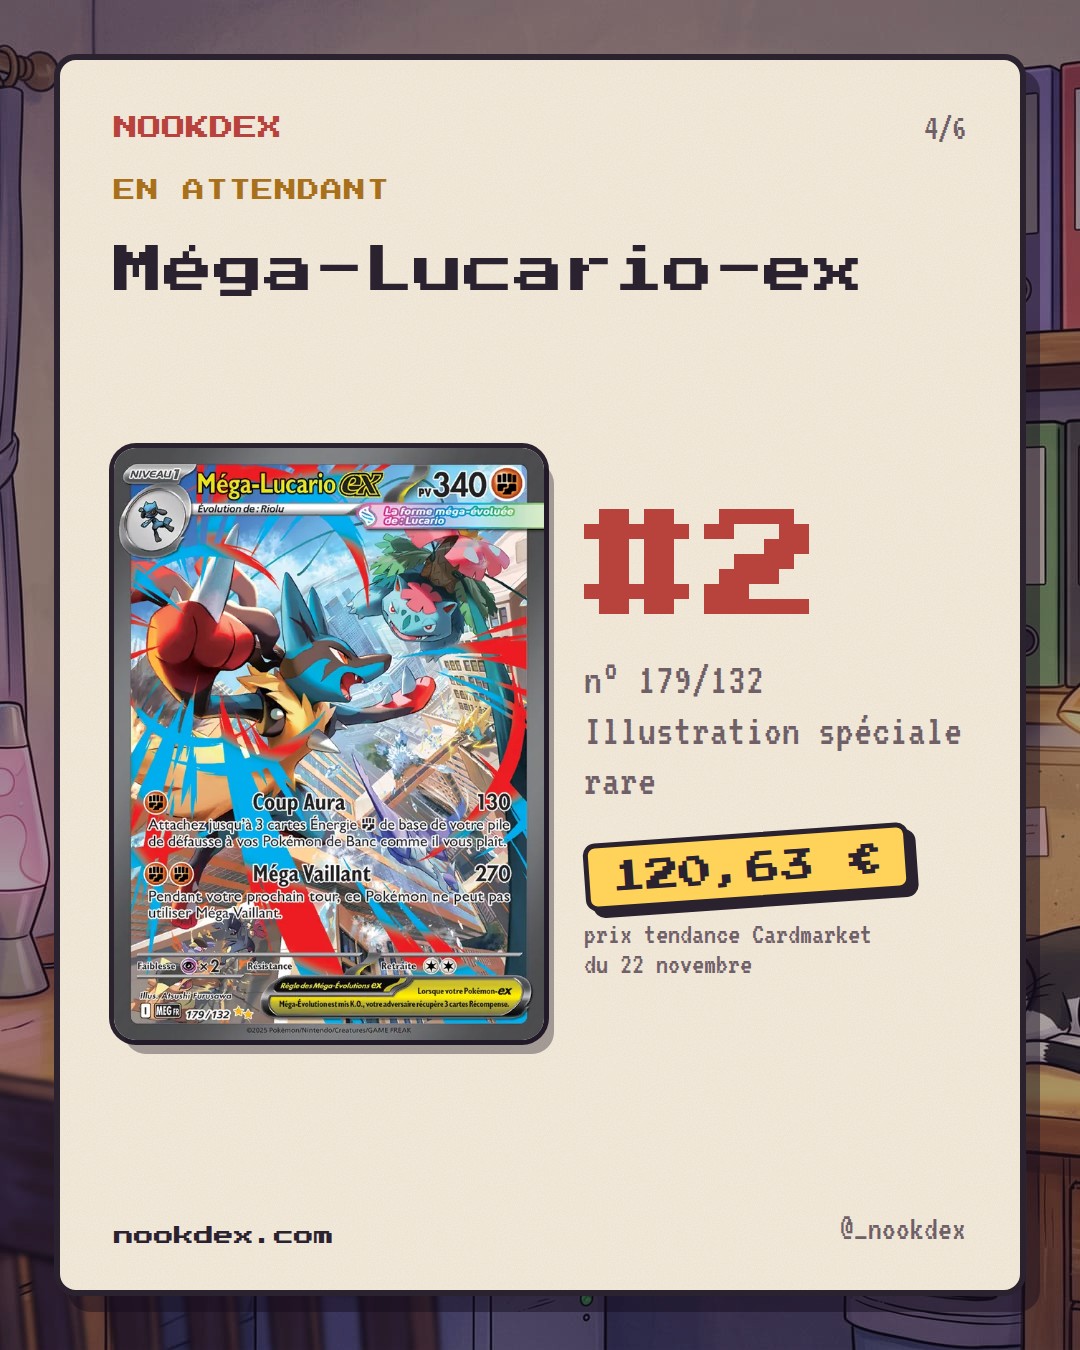 NOOKDEX
4/6
EN ATTENDANT
Méga-Lucario-ex
NIVEAU 1
Méga-Lucario ex
PV 340
Évolution de : Riolu
La forme méga-évoluée
de : Lucario
Coup Aura 130
Attachez jusqu'à 3 cartes Énergie de base de votre pile
de défausse à vos Pokémon de Banc comme il vous plaît.
Méga Vaillant 270
Pendant votre prochain tour, ce Pokémon ne peut pas
utiliser Méga Vaillant.
Faiblesse ×2 Résistance Retraite
Règle des Méga-Évolutions ex
Lorsque votre Pokémon-ex
Méga-Évolution est mis K.O., votre adversaire récupère 3 cartes Récompense.
Illus. Atsushi Furusawa
I MEG FR 179/132
©2025 Pokémon/Nintendo/Creatures/GAME FREAK
#2
n° 179/132
Illustration spéciale
rare
120,63 €
prix tendance Cardmarket
du 22 novembre
nookdex.com
@_nookdex